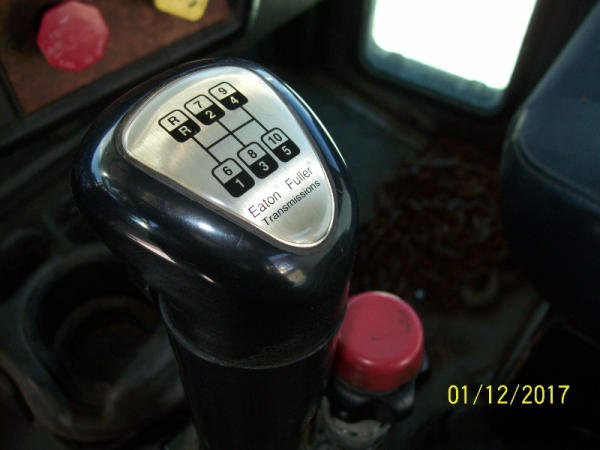 R 7 9
R 2 4
6 8 10
1 3 5
Eaton® Fuller®
Transmissions
01/12/2017